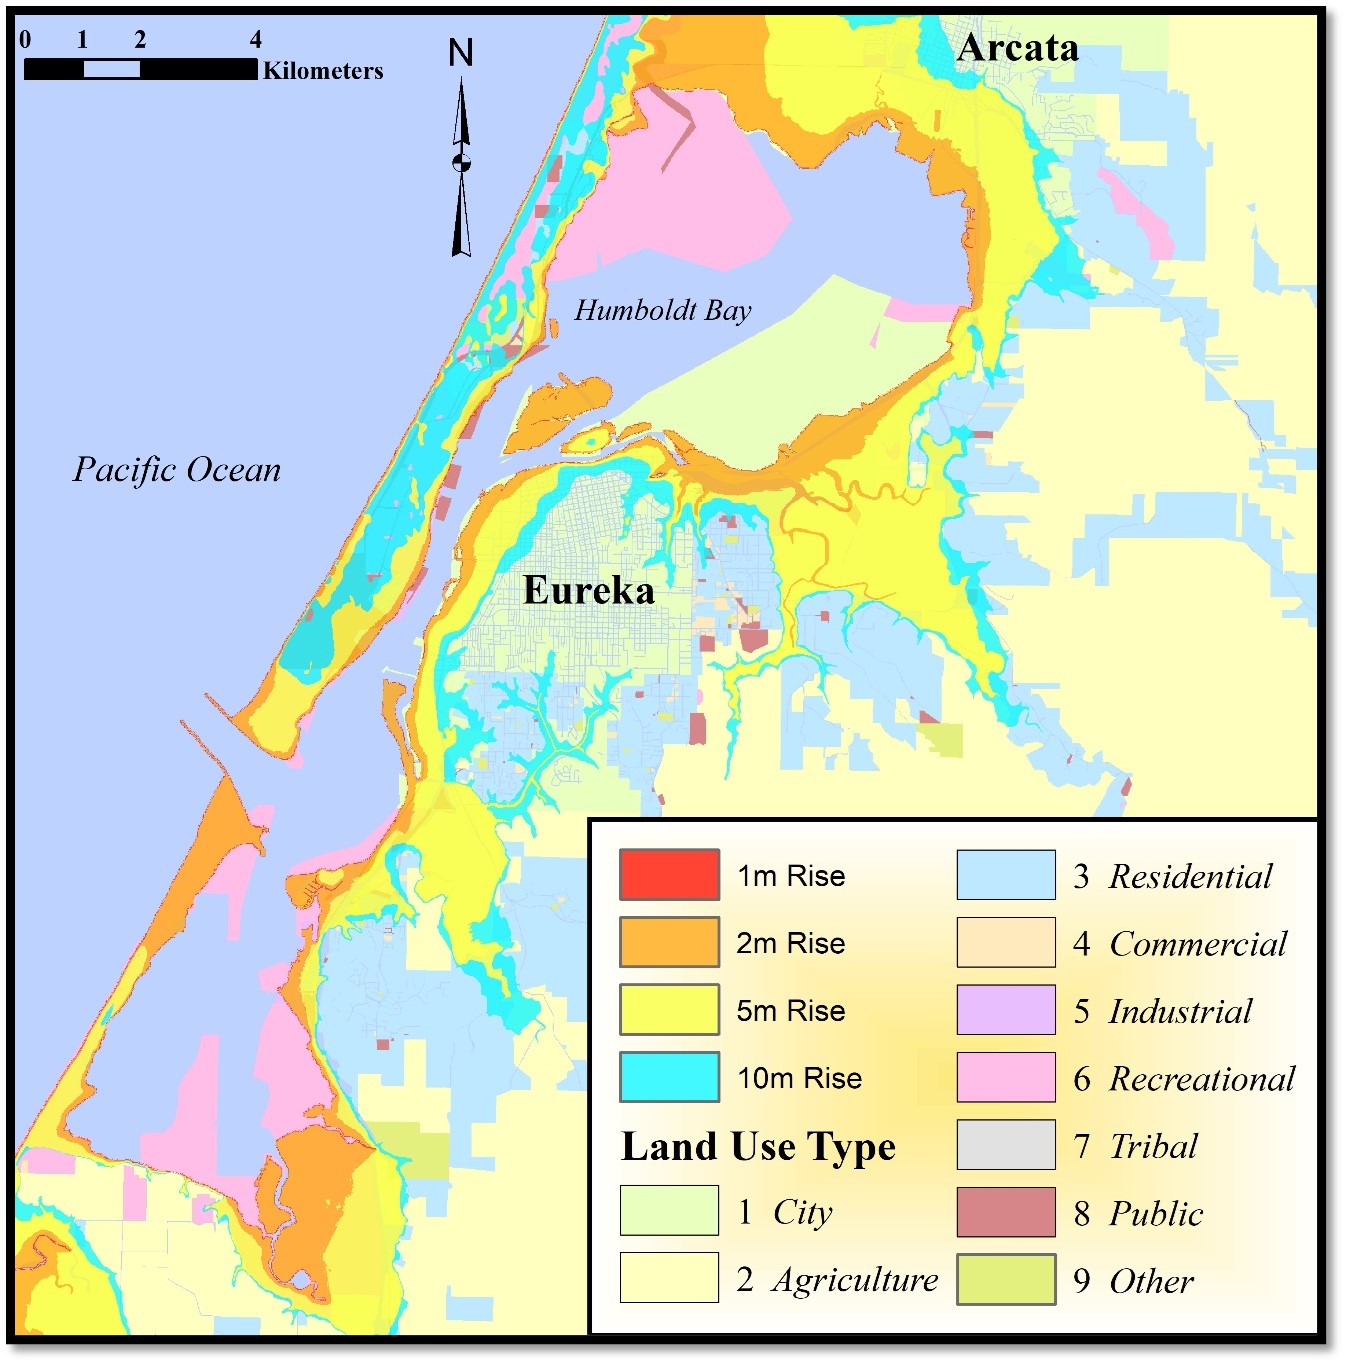 0 1 2 4
Kilometers
N
Arcata
Humboldt Bay
Pacific Ocean
Eureka
1m Rise
2m Rise
5m Rise
10m Rise
Land Use Type
1 City
2 Agriculture
3 Residential
4 Commercial
5 Industrial
6 Recreational
7 Tribal
8 Public
9 Other